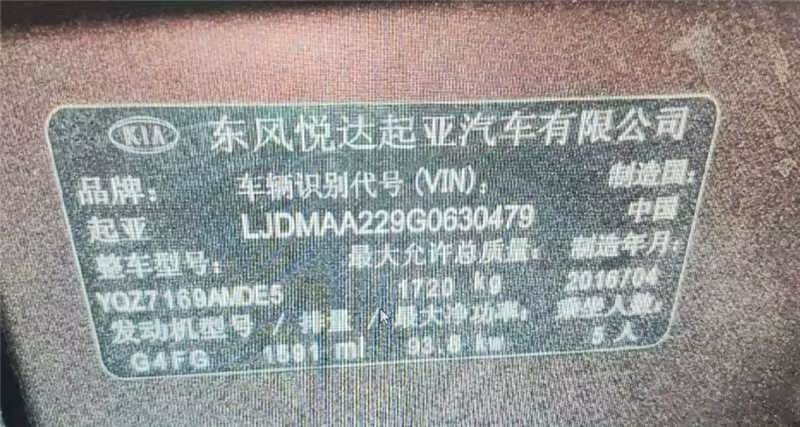 KIA 东风悦达起亚汽车有限公司
品牌: 车辆识别代号(VIN): 制造国:
起亚 LJDMAA229G0630479 中国
整车型号: 最大允许总质量: 制造年月:
YQZ7160AMDE5 1720 kg 2016/04
发动机型号 / 排量 / 最大净功率: 乘坐人数:
G4FG 1591 ml 93.8 kw 5人